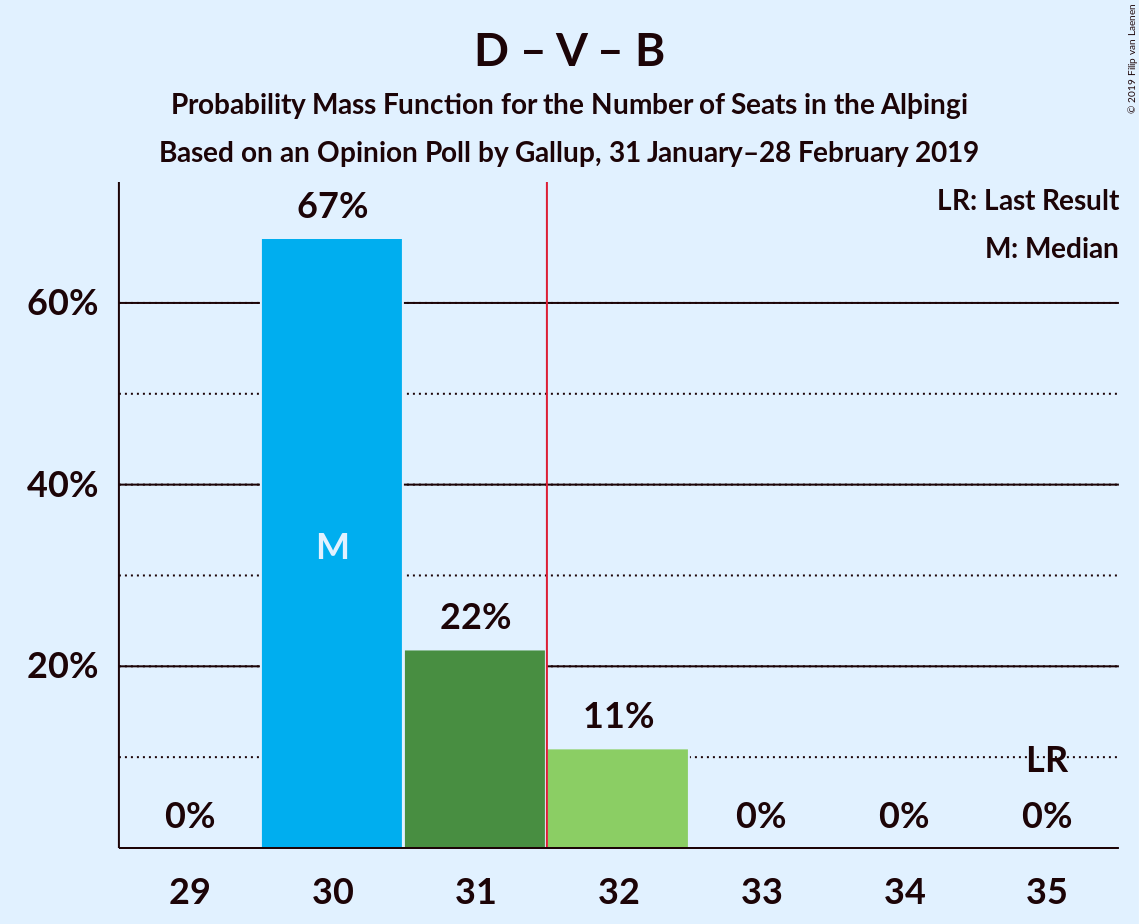 D – V – B
Probability Mass Function for the Number of Seats in the Alþingi
Based on an Opinion Poll by Gallup, 31 January–28 February 2019
© 2019 Filip van Laenen
LR: Last Result
M: Median
67%
60%
40%
M
22%
20%
11%
LR
0%
0%
0%
0%
29
30
31
32
33
34
35